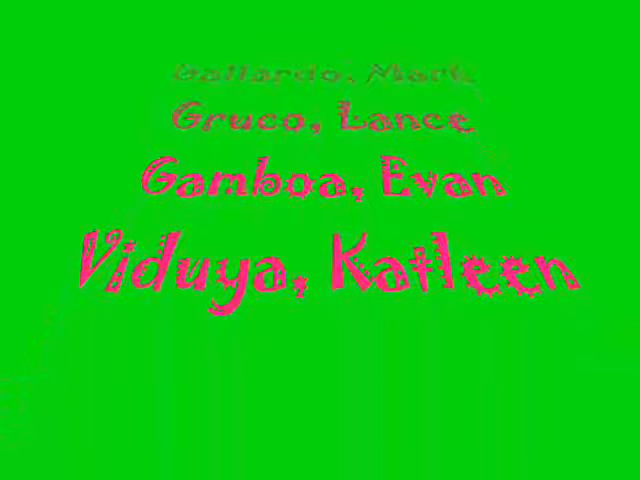 Gallardo, Mark
Gruco, Lance
Gamboa, Evan
Viduya, Katleen